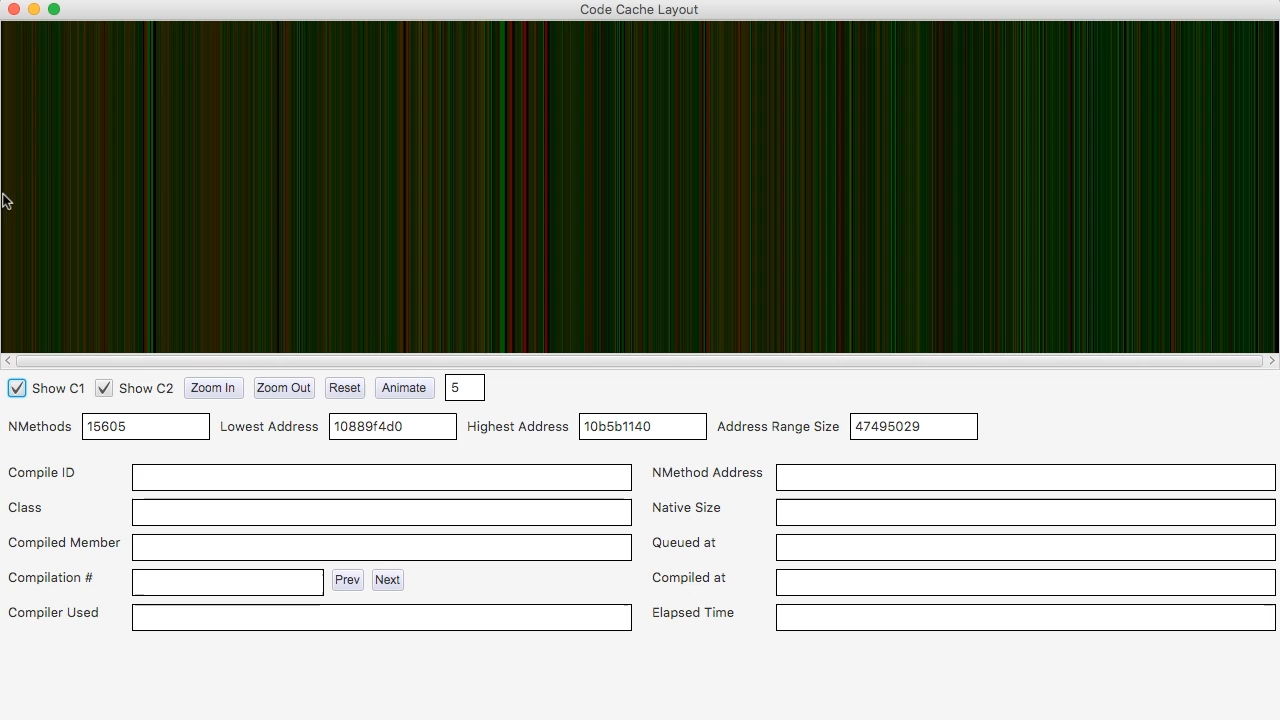 Code Cache Layout
Show C1 Show C2 Zoom In Zoom Out Reset Animate 5
NMethods 15605 Lowest Address 10889f4d0 Highest Address 10b5b1140 Address Range Size 47495029
Compile ID NMethod Address
Class Native Size
Compiled Member Queued at
Compilation # Prev Next Compiled at
Compiler Used Elapsed Time